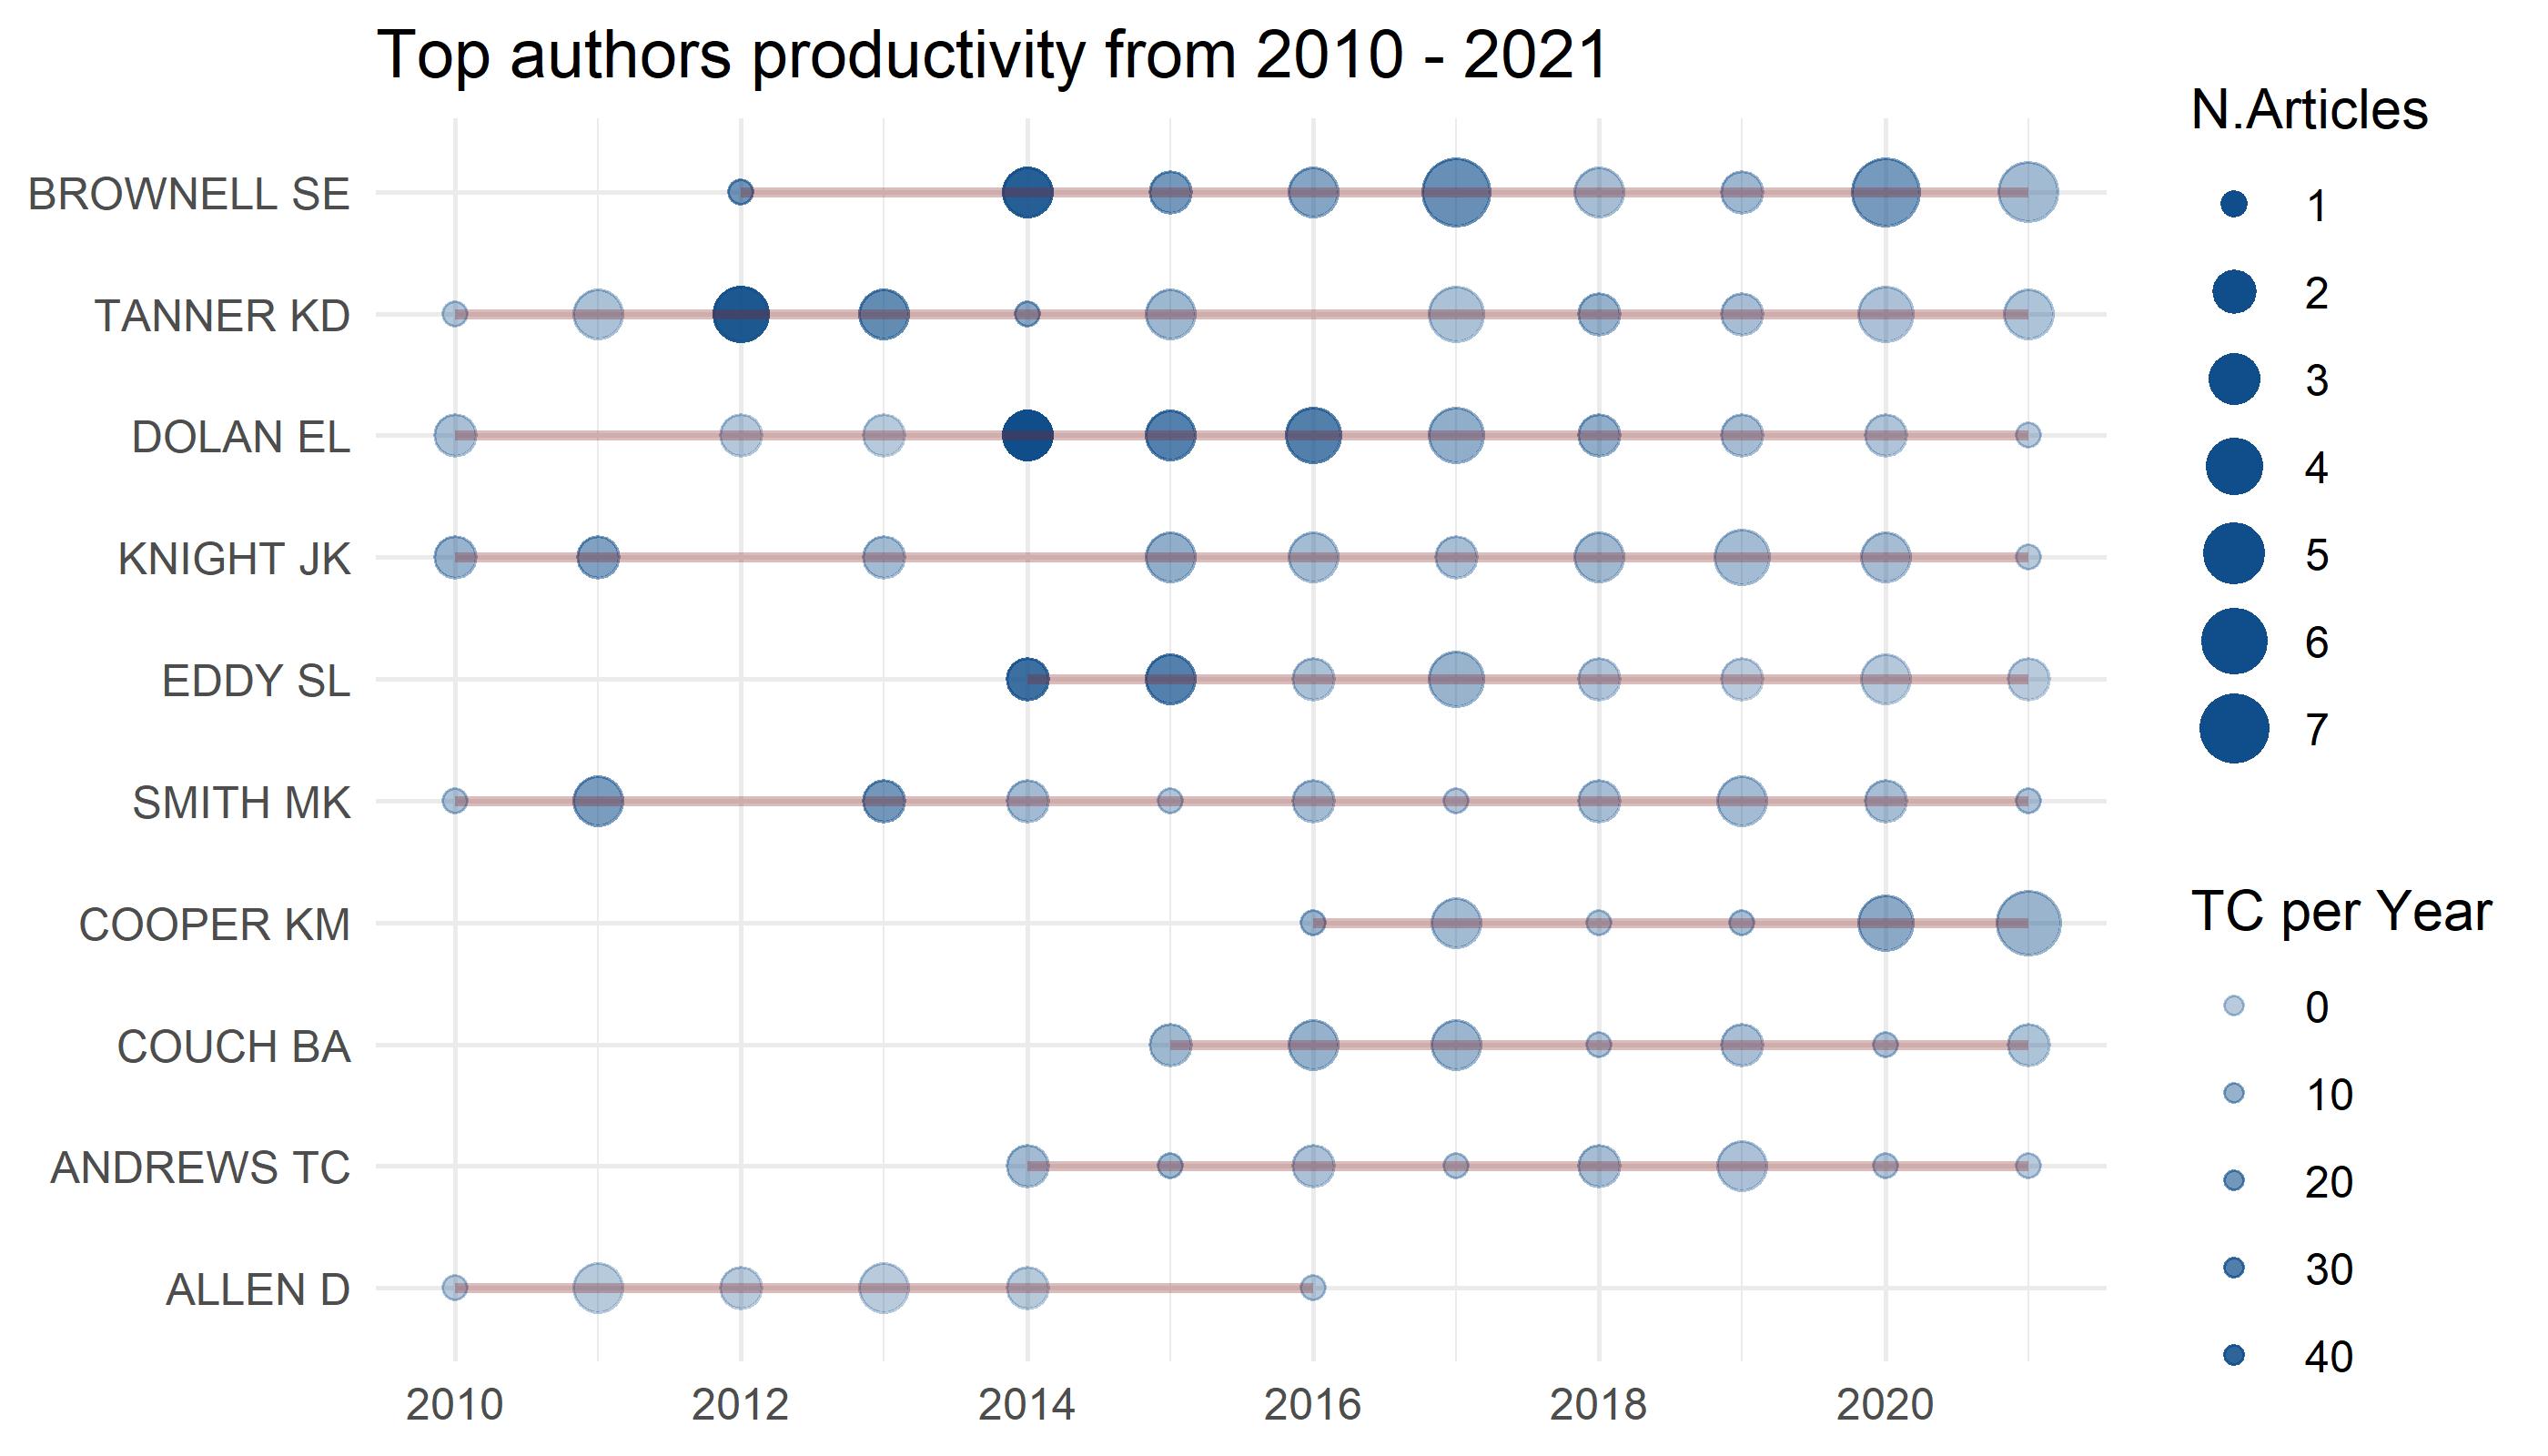 Top authors productivity from 2010 - 2021
BROWNELL SE
TANNER KD
DOLAN EL
KNIGHT JK
EDDY SL
SMITH MK
COOPER KM
COUCH BA
ANDREWS TC
ALLEN D
2010 2012 2014 2016 2018 2020
N.Articles
1
2
3
4
5
6
7
TC per Year
0
10
20
30
40